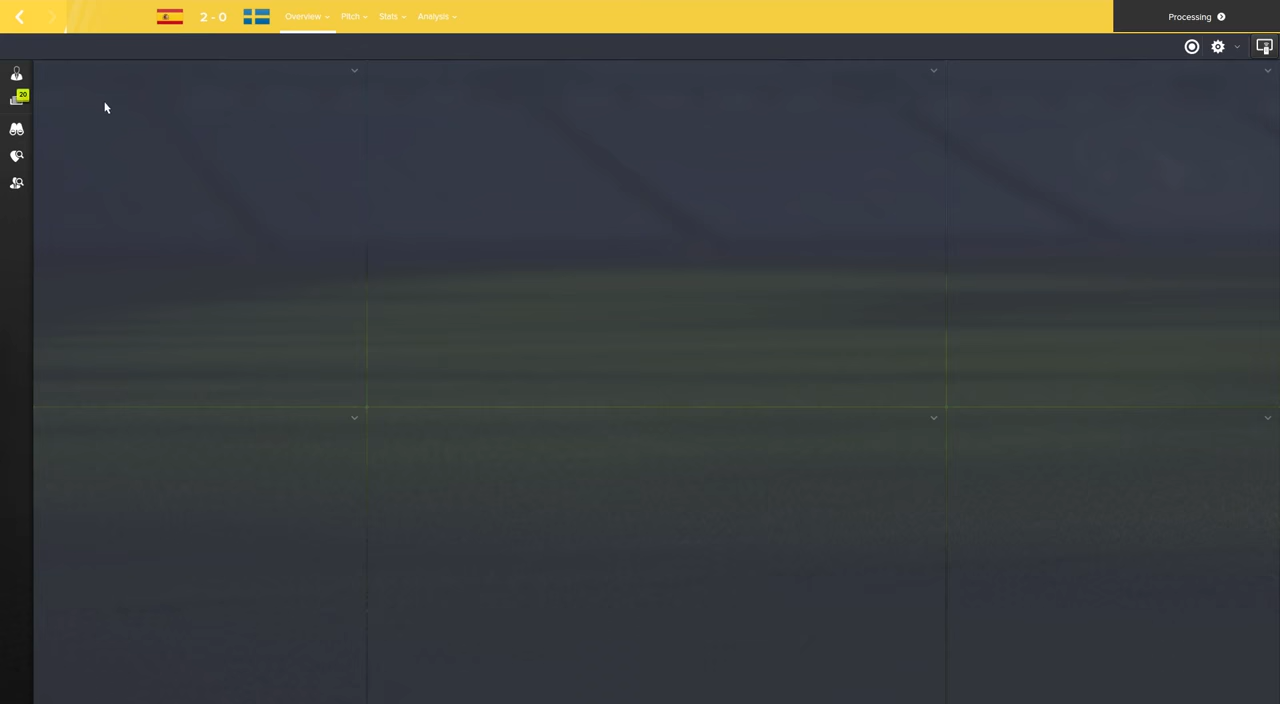 2 - 0
Overview
Pitch
Stats
Analysis
Processing
20